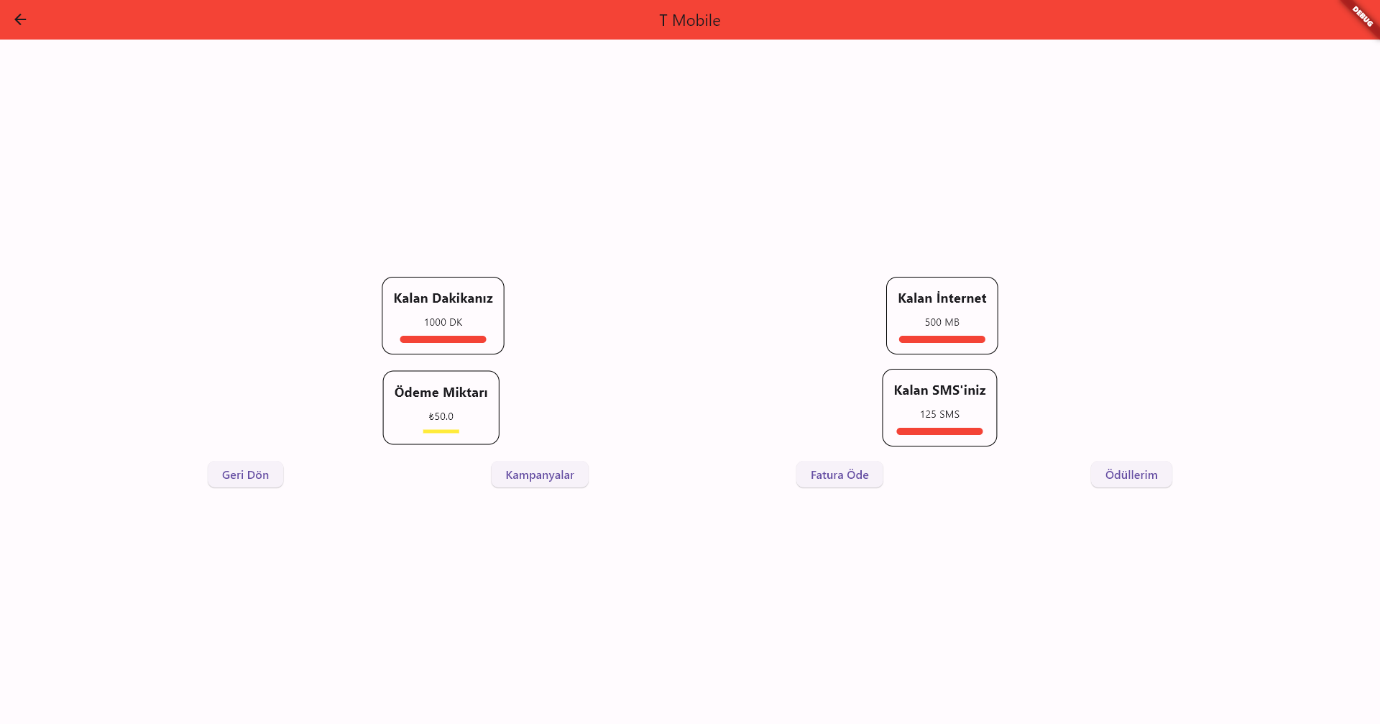 T Mobile
DEBUG
Kalan Dakikanız
1000 DK
Kalan İnternet
500 MB
Ödeme Miktarı
₺50.0
Kalan SMS'iniz
125 SMS
Geri Dön
Kampanyalar
Fatura Öde
Ödüllerim